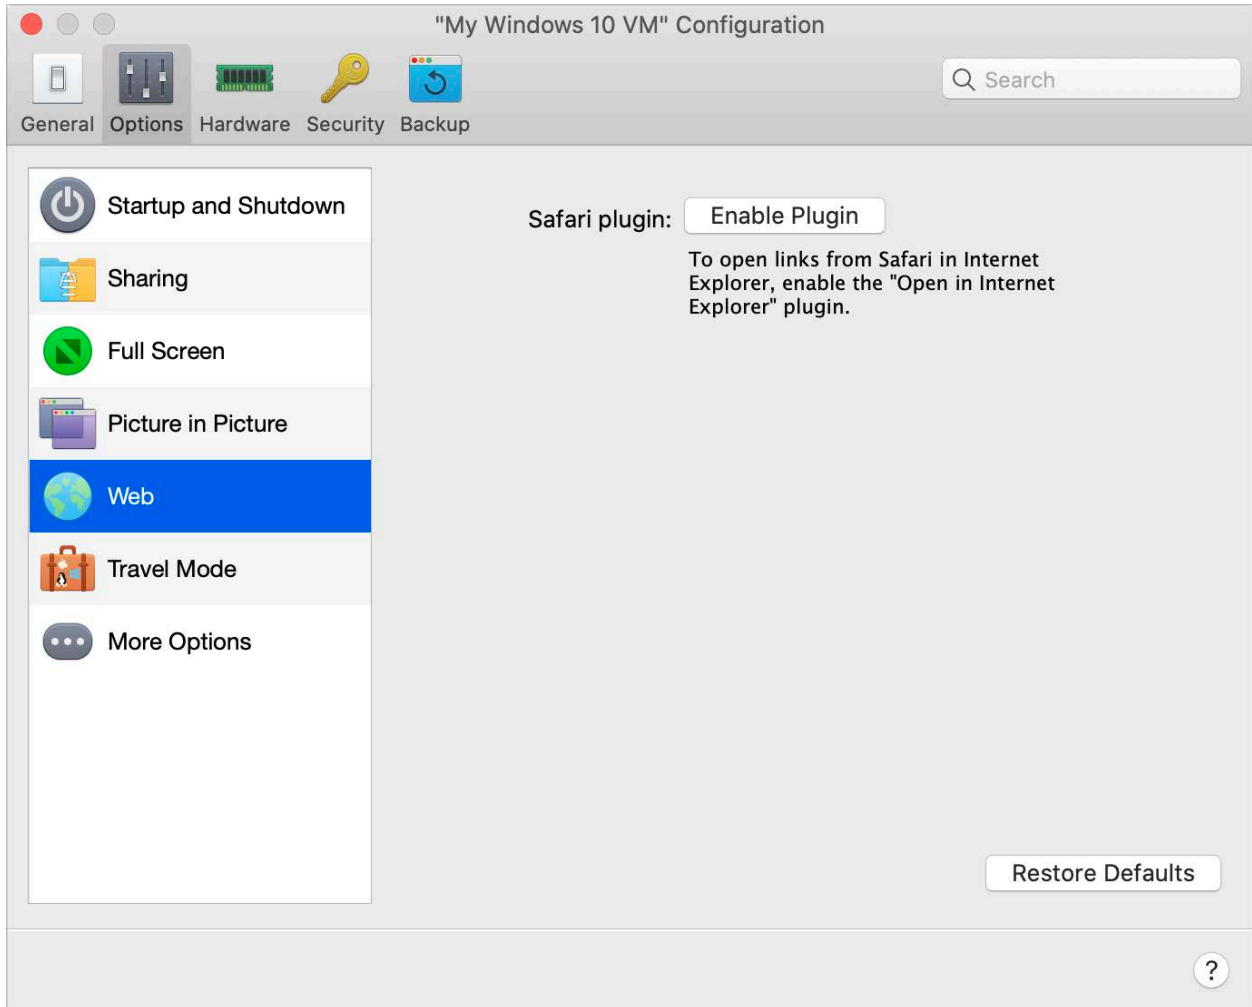 "My Windows 10 VM" Configuration
General Options Hardware Security Backup
Search
Startup and Shutdown
Sharing
Full Screen
Picture in Picture
Web
Travel Mode
More Options
Safari plugin: Enable Plugin
To open links from Safari in Internet
Explorer, enable the "Open in Internet
Explorer" plugin.
Restore Defaults
?